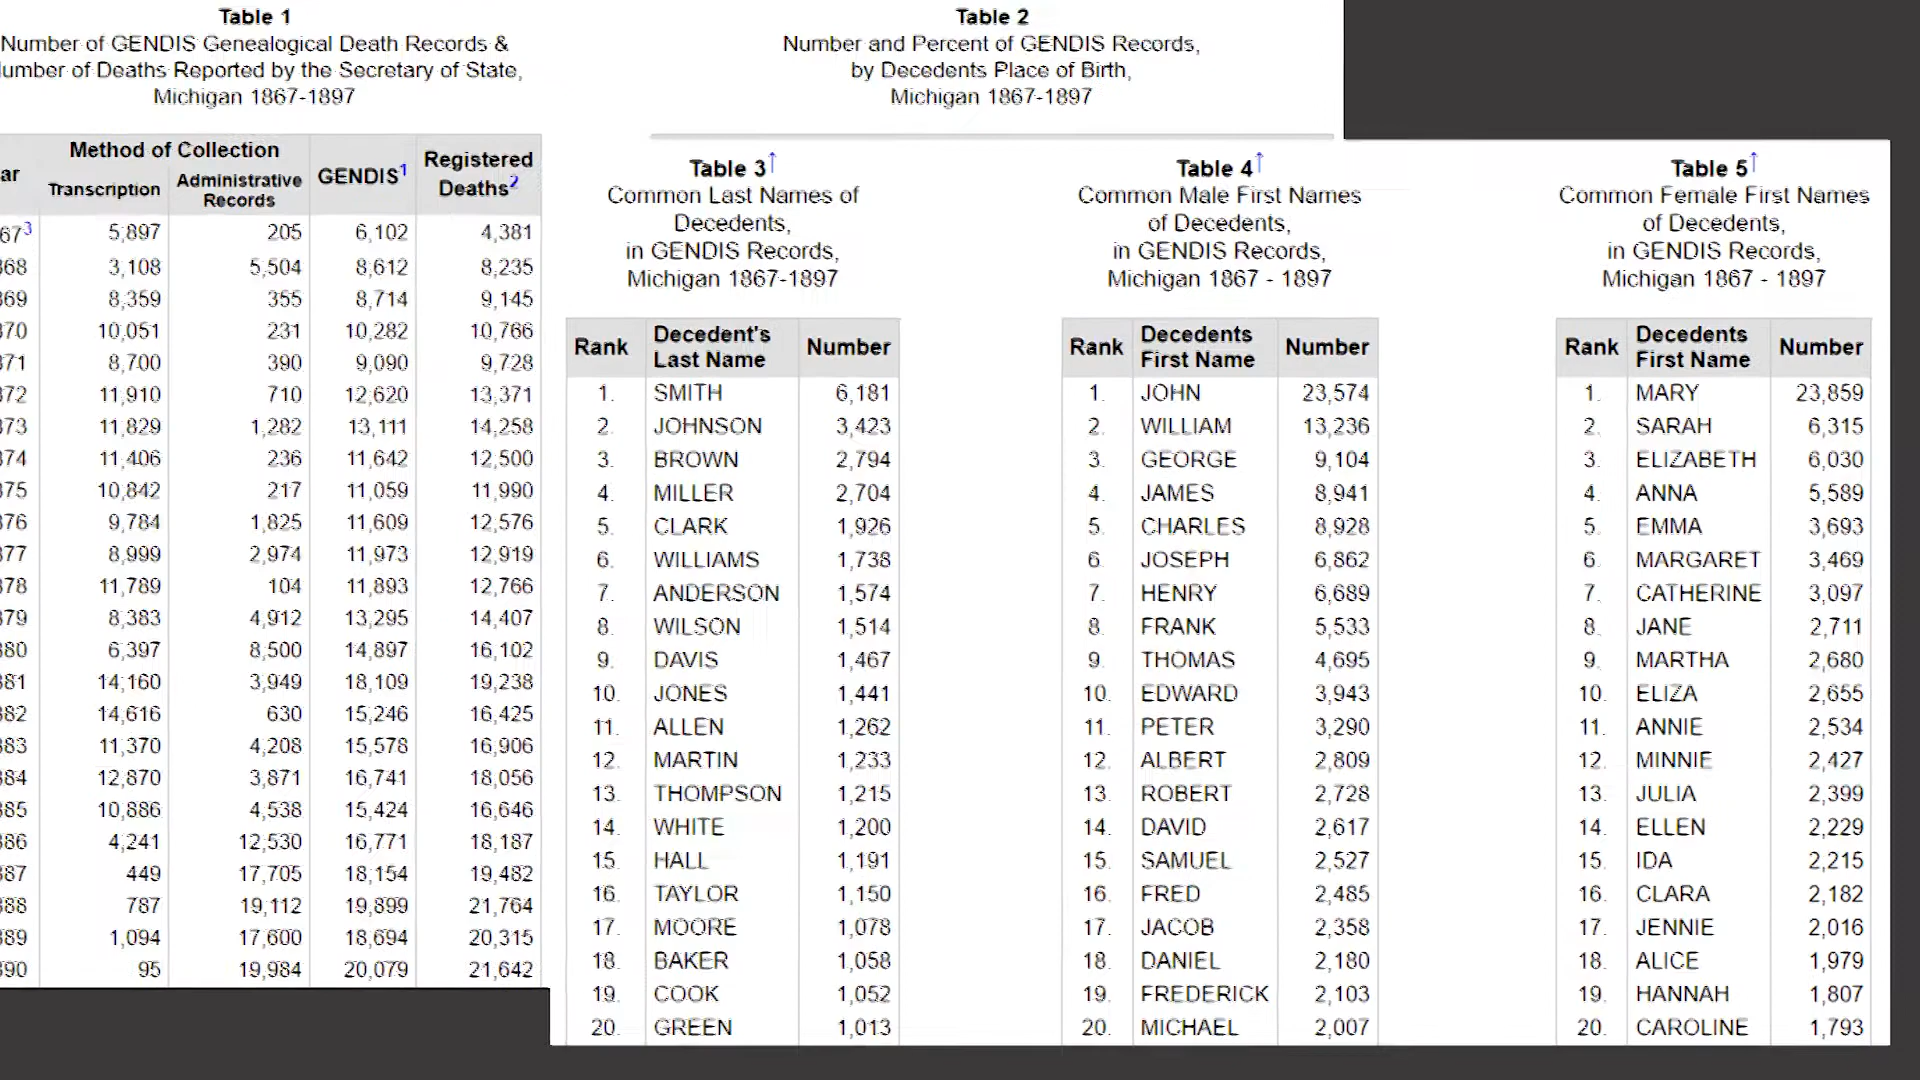 Table 1
Number of GENDIS Genealogical Death Records &
umber of Deaths Reported by the Secretary of State,
Michigan 1867-1897
ar Method of Collection GENDIS1 Registered Deaths2
Transcription Administrative Records
673 5,897 205 6,102 4,381
368 3,108 5,504 8,612 8,235
369 8,359 355 8,714 9,145
370 10,051 231 10,282 10,766
371 8,700 390 9,090 9,728
372 11,910 710 12,620 13,371
373 11,829 1,282 13,111 14,258
374 11,406 236 11,642 12,500
375 10,842 217 11,059 11,990
376 9,784 1,825 11,609 12,576
377 8,999 2,974 11,973 12,919
378 11,789 104 11,893 12,766
379 8,383 4,912 13,295 14,407
380 6,397 8,500 14,897 16,102
381 14,160 3,949 18,109 19,238
382 14,616 630 15,246 16,425
383 11,370 4,208 15,578 16,906
384 12,870 3,871 16,741 18,056
385 10,886 4,538 15,424 16,646
386 4,241 12,530 16,771 18,187
387 449 17,705 18,154 19,482
388 787 19,112 19,899 21,764
389 1,094 17,600 18,694 20,315
390 95 19,984 20,079 21,642
Table 2
Number and Percent of GENDIS Records,
by Decedents Place of Birth,
Michigan 1867-1897
Table 3↑
Common Last Names of
Decedents,
in GENDIS Records,
Michigan 1867-1897
Rank Decedent's Last Name Number
1. SMITH 6,181
2. JOHNSON 3,423
3. BROWN 2,794
4. MILLER 2,704
5. CLARK 1,926
6. WILLIAMS 1,738
7. ANDERSON 1,574
8. WILSON 1,514
9. DAVIS 1,467
10. JONES 1,441
11. ALLEN 1,262
12. MARTIN 1,233
13. THOMPSON 1,215
14. WHITE 1,200
15. HALL 1,191
16. TAYLOR 1,150
17. MOORE 1,078
18. BAKER 1,058
19. COOK 1,052
20. GREEN 1,013
Table 4↑
Common Male First Names
of Decedents,
in GENDIS Records,
Michigan 1867 - 1897
Rank Decedents First Name Number
1. JOHN 23,574
2. WILLIAM 13,236
3. GEORGE 9,104
4. JAMES 8,941
5. CHARLES 8,928
6. JOSEPH 6,862
7. HENRY 6,689
8. FRANK 5,533
9. THOMAS 4,695
10. EDWARD 3,943
11. PETER 3,290
12. ALBERT 2,809
13. ROBERT 2,728
14. DAVID 2,617
15. SAMUEL 2,527
16. FRED 2,485
17. JACOB 2,358
18. DANIEL 2,180
19. FREDERICK 2,103
20. MICHAEL 2,007
Table 5↑
Common Female First Names
of Decedents,
in GENDIS Records,
Michigan 1867 - 1897
Rank Decedents First Name Number
1. MARY 23,859
2. SARAH 6,315
3. ELIZABETH 6,030
4. ANNA 5,589
5. EMMA 3,693
6. MARGARET 3,469
7. CATHERINE 3,097
8. JANE 2,711
9. MARTHA 2,680
10. ELIZA 2,655
11. ANNIE 2,534
12. MINNIE 2,427
13. JULIA 2,399
14. ELLEN 2,229
15. IDA 2,215
16. CLARA 2,182
17. JENNIE 2,016
18. ALICE 1,979
19. HANNAH 1,807
20. CAROLINE 1,793